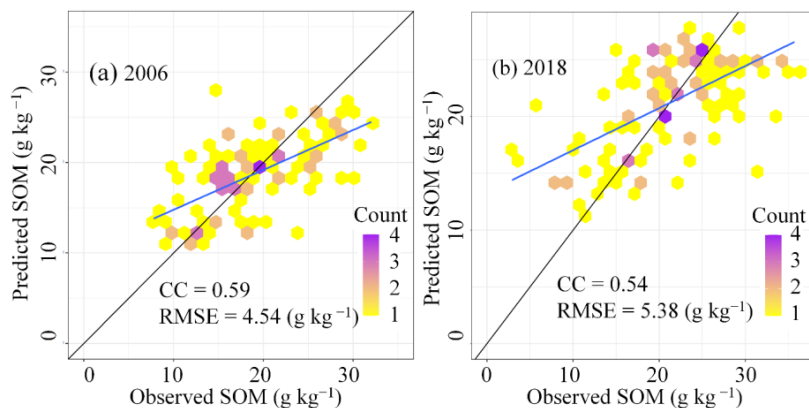 (a) 2006
Predicted SOM (g kg⁻¹)
30
20
10
0
Count
4
3
2
1
CC = 0.59
RMSE = 4.54 (g kg⁻¹)
0 10 20 30
Observed SOM (g kg⁻¹)
(b) 2018
Predicted SOM (g kg⁻¹)
20
10
0
Count
4
3
2
1
CC = 0.54
RMSE = 5.38 (g kg⁻¹)
0 10 20 30
Observed SOM (g kg⁻¹)